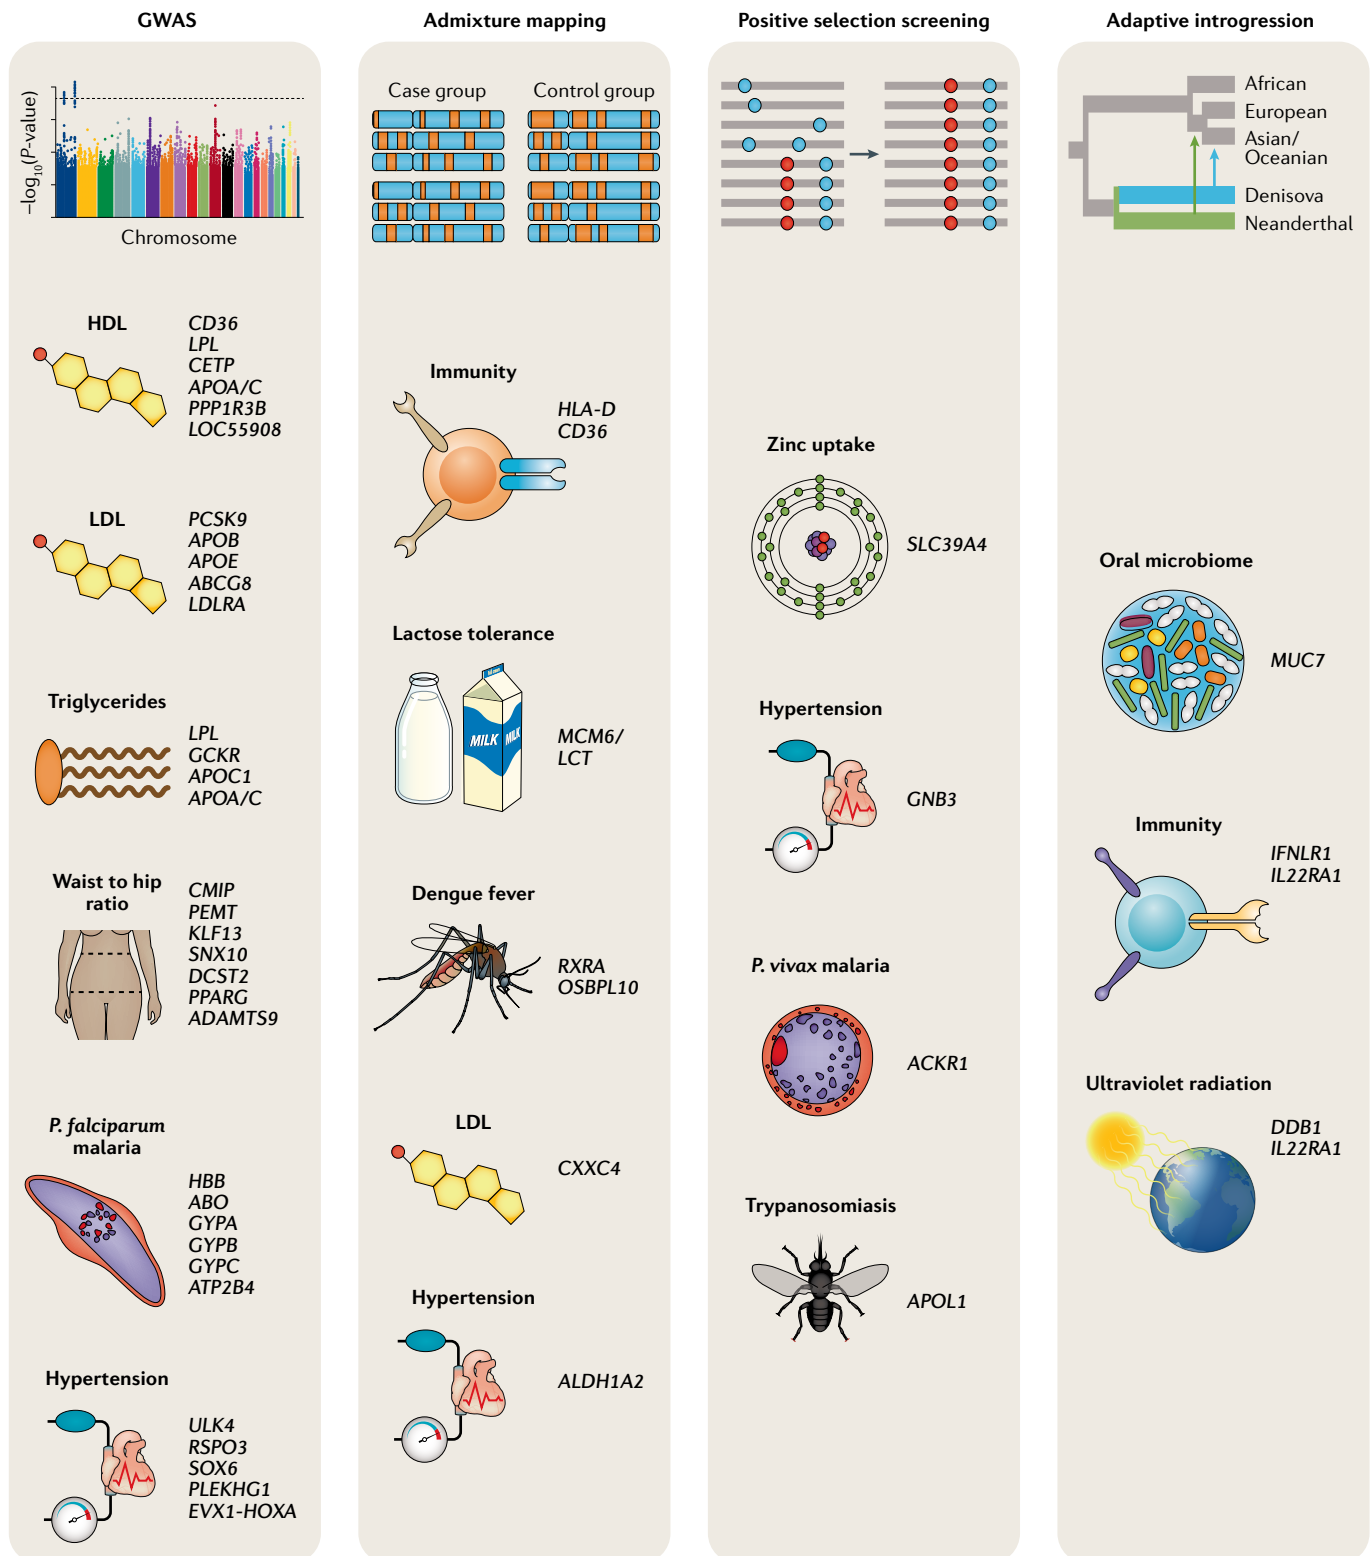 GWAS
–log10(P-value)
Chromosome
HDL
CD36
LPL
CETP
APOA/C
PPP1R3B
LOC55908
LDL
PCSK9
APOB
APOE
ABCG8
LDLRA
Triglycerides
LPL
GCKR
APOC1
APOA/C
Waist to hip
ratio
CMIP
PEMT
KLF13
SNX10
DCST2
PPARG
ADAMTS9
P. falciparum
malaria
HBB
ABO
GYPA
GYPB
GYPC
ATP2B4
Hypertension
ULK4
RSPO3
SOX6
PLEKHG1
EVX1-HOXA
Admixture mapping
Case group
Control group
Immunity
HLA-D
CD36
Lactose tolerance
MILK
MILK
MCM6/
LCT
Dengue fever
RXRA
OSBPL10
LDL
CXXC4
Hypertension
ALDH1A2
Positive selection screening
Zinc uptake
SLC39A4
Hypertension
GNB3
P. vivax malaria
ACKR1
Trypanosomiasis
APOL1
Adaptive introgression
African
European
Asian/
Oceanian
Denisova
Neanderthal
Oral microbiome
MUC7
Immunity
IFNLR1
IL22RA1
Ultraviolet radiation
DDB1
IL22RA1